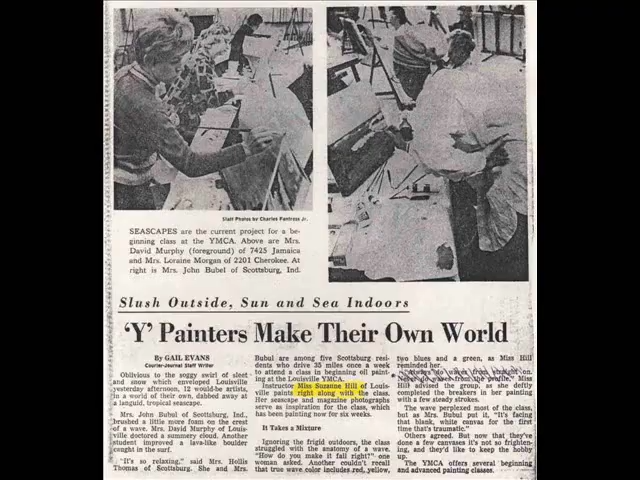 Staff Photos by Charles Fentress Jr.
SEASCAPES are the current project for a be-
ginning class at the YMCA. Above are Mrs.
David Murphy (foreground) of 7425 Jamaica
and Mrs. Loraine Morgan of 2201 Cherokee. At
right is Mrs. John Bubel of Scottsburg, Ind.
Slush Outside, Sun and Sea Indoors
'Y' Painters Make Their Own World
By GAIL EVANS
Courier-Journal Staff Writer
Oblivious to the soggy swirl of sleet
and snow which enveloped Louisville
yesterday afternoon, 12 would-be artists,
in a world of their own, dabbed away at
a languid, tropical seascape.
Mrs. John Bubel of Scottsburg, Ind.,
brushed a little more foam on the crest
of a wave. Mrs. David Murphy of Louis-
ville doctored a summery cloud. Another
student improved a lava-like boulder
caught in the surf.
"It's so relaxing," said Mrs. Hollis
Thomas of Scottsburg. She and Mrs.
Bubel are among five Scottsburg resi-
dents who drive 35 miles once a week
to attend a class in beginning oil paint-
ing at the Louisville YMCA.
Instructor Miss Suzanne Hill of Louis-
ville paints right along with the class.
Her seascape and magazine photographs
serve as inspiration for the class, which
has been painting now for six weeks.
It Takes a Mixture
Ignoring the frigid outdoors, the class
struggled with the anatomy of a wave.
"How do you make it fall right?" one
woman asked. Another couldn't recall
that true wave color includes red, yellow,
two blues and a green, as Miss Hill
reminded her.
"Always do waves from straight on.
Never do waves from the profile," Miss
Hill advised the group, as she deftly
completed the breakers in her painting
with a few steady strokes.
The wave perplexed most of the class,
but as Mrs. Bubel put it, "It's facing
that blank, white canvas for the first
time that's traumatic."
Others agreed. But now that they've
done a few canvases it's not so frighten-
ing, and they'd like to keep the hobby
up.
The YMCA offers several beginning
and advanced painting classes.